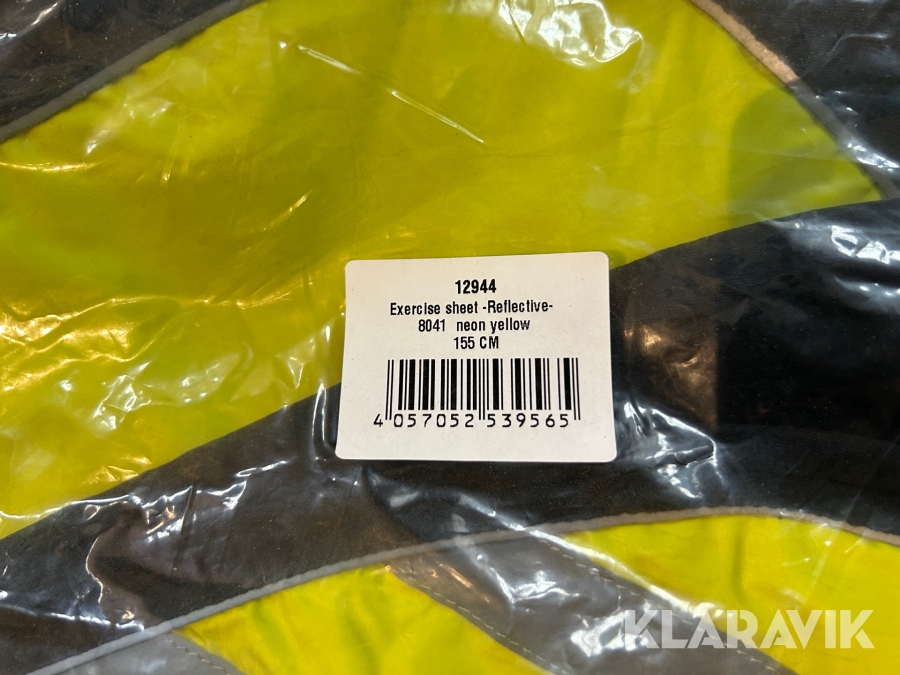 12944
Exercise sheet -Reflective-
8041 neon yellow
155 CM
4 057052 539565
KLARAVIK